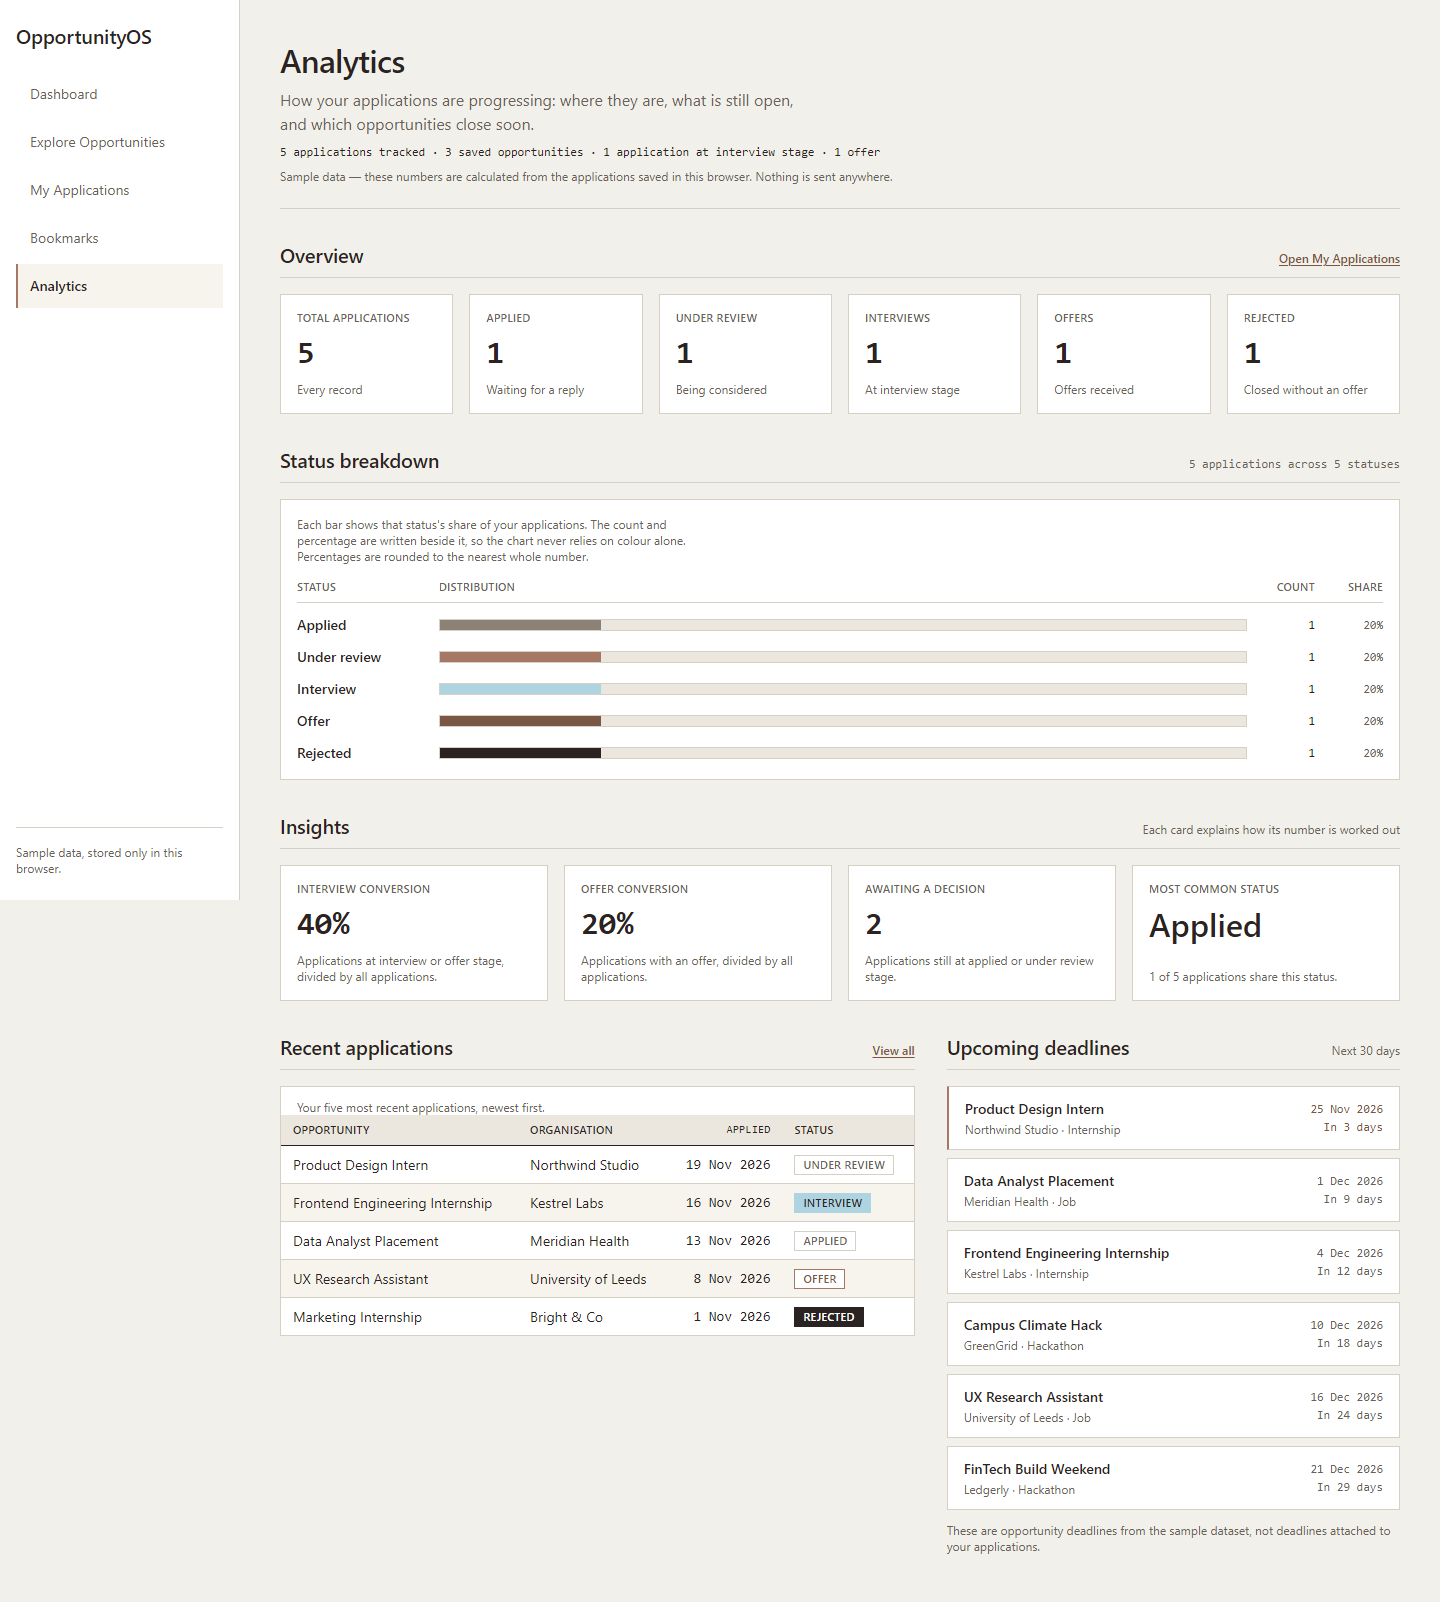 OpportunityOS
Dashboard
Explore Opportunities
My Applications
Bookmarks
Analytics
Sample data, stored only in this
browser.
Analytics
How your applications are progressing: where they are, what is still open,
and which opportunities close soon.
5 applications tracked · 3 saved opportunities · 1 application at interview stage · 1 offer
Sample data — these numbers are calculated from the applications saved in this browser. Nothing is sent anywhere.
Overview
Open My Applications
TOTAL APPLICATIONS
5
Every record
APPLIED
1
Waiting for a reply
UNDER REVIEW
1
Being considered
INTERVIEWS
1
At interview stage
OFFERS
1
Offers received
REJECTED
1
Closed without an offer
Status breakdown
5 applications across 5 statuses
Each bar shows that status's share of your applications. The count and
percentage are written beside it, so the chart never relies on colour alone.
Percentages are rounded to the nearest whole number.
STATUS DISTRIBUTION COUNT SHARE
Applied 1 20%
Under review 1 20%
Interview 1 20%
Offer 1 20%
Rejected 1 20%
Insights
Each card explains how its number is worked out
INTERVIEW CONVERSION
40%
Applications at interview or offer stage,
divided by all applications.
OFFER CONVERSION
20%
Applications with an offer, divided by all
applications.
AWAITING A DECISION
2
Applications still at applied or under review
stage.
MOST COMMON STATUS
Applied
1 of 5 applications share this status.
Recent applications
View all
Your five most recent applications, newest first.
OPPORTUNITY ORGANISATION APPLIED STATUS
Product Design Intern Northwind Studio 19 Nov 2026 UNDER REVIEW
Frontend Engineering Internship Kestrel Labs 16 Nov 2026 INTERVIEW
Data Analyst Placement Meridian Health 13 Nov 2026 APPLIED
UX Research Assistant University of Leeds 8 Nov 2026 OFFER
Marketing Internship Bright & Co 1 Nov 2026 REJECTED
Upcoming deadlines
Next 30 days
Product Design Intern 25 Nov 2026
Northwind Studio · Internship In 3 days
Data Analyst Placement 1 Dec 2026
Meridian Health · Job In 9 days
Frontend Engineering Internship 4 Dec 2026
Kestrel Labs · Internship In 12 days
Campus Climate Hack 10 Dec 2026
GreenGrid · Hackathon In 18 days
UX Research Assistant 16 Dec 2026
University of Leeds · Job In 24 days
FinTech Build Weekend 21 Dec 2026
Ledgerly · Hackathon In 29 days
These are opportunity deadlines from the sample dataset, not deadlines attached to
your applications.